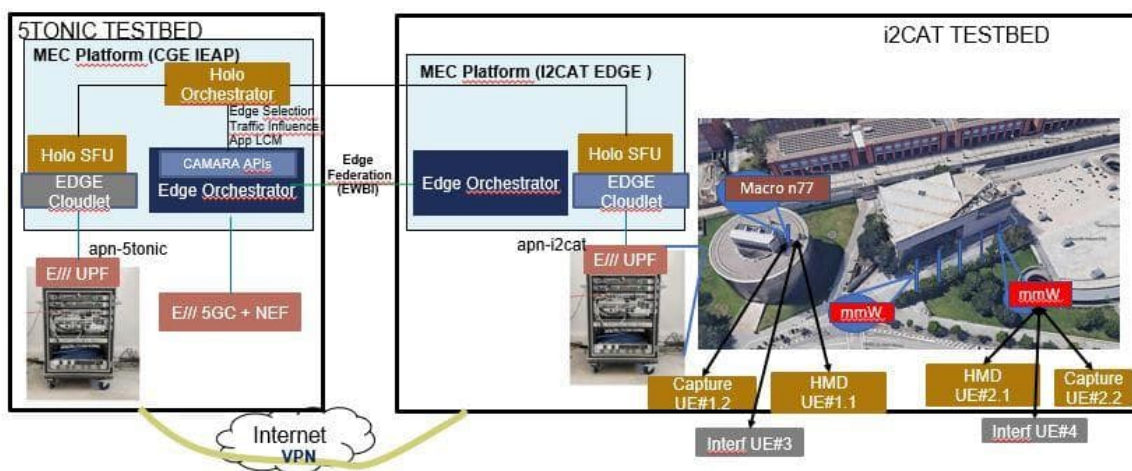 5TONIC TESTBED
MEC Platform (CGE IEAP)
Holo
Orchestrator
Edge Selection
Traffic Influence
App LCM
Holo SFU
EDGE
Cloudlet
CAMARA APIs
Edge Orchestrator
apn-5tonic
E/// UPF
E/// 5GC + NEF
Edge
Federation
(EWBI)
i2CAT TESTBED
MEC Platform (I2CAT EDGE )
Edge Orchestrator
Holo SFU
EDGE
Cloudlet
apn-i2cat
E/// UPF
Macro n77
mmW
mmW
Capture
UE#1.2
HMD
UE#1.1
HMD
UE#2.1
Capture
UE#2.2
Interf UE#3
Interf UE#4
Internet
VPN